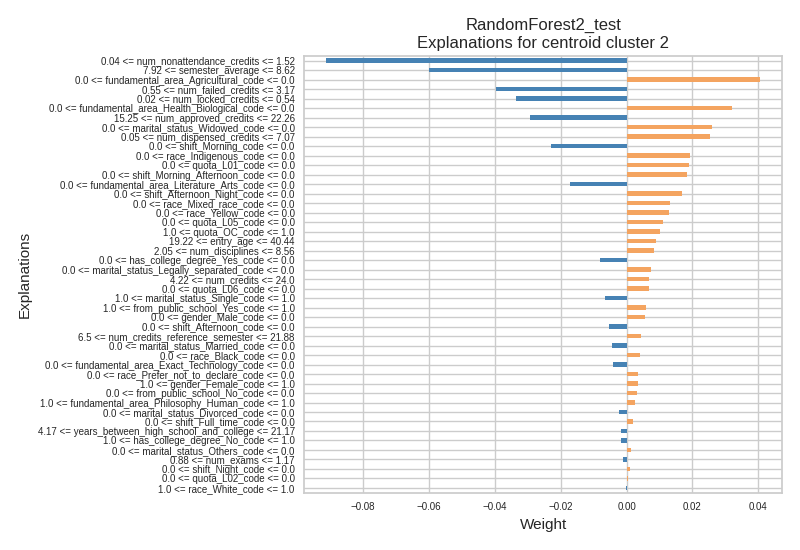 RandomForest2_test
Explanations for centroid cluster 2
0.04 <= num_nonattendance_credits <= 1.52
7.92 <= semester_average <= 8.62
0.0 <= fundamental_area_Agricultural_code <= 0.0
0.55 <= num_failed_credits <= 3.17
0.02 <= num_locked_credits <= 0.54
0.0 <= fundamental_area_Health_Biological_code <= 0.0
15.25 <= num_approved_credits <= 22.26
0.0 <= marital_status_Widowed_code <= 0.0
0.05 <= num_dispensed_credits <= 7.07
0.0 <= shift_Morning_code <= 0.0
0.0 <= race_Indigenous_code <= 0.0
0.0 <= quota_L01_code <= 0.0
0.0 <= shift_Morning_Afternoon_code <= 0.0
0.0 <= fundamental_area_Literature_Arts_code <= 0.0
0.0 <= shift_Afternoon_Night_code <= 0.0
0.0 <= race_Mixed_race_code <= 0.0
0.0 <= race_Yellow_code <= 0.0
0.0 <= quota_L05_code <= 0.0
1.0 <= quota_OC_code <= 1.0
19.22 <= entry_age <= 40.44
2.05 <= num_disciplines <= 8.56
0.0 <= has_college_degree_Yes_code <= 0.0
0.0 <= marital_status_Legally_separated_code <= 0.0
4.22 <= num_credits <= 24.0
0.0 <= quota_L06_code <= 0.0
1.0 <= marital_status_Single_code <= 1.0
1.0 <= from_public_school_Yes_code <= 1.0
0.0 <= gender_Male_code <= 0.0
0.0 <= shift_Afternoon_code <= 0.0
6.5 <= num_credits_reference_semester <= 21.88
0.0 <= marital_status_Married_code <= 0.0
0.0 <= race_Black_code <= 0.0
0.0 <= fundamental_area_Exact_Technology_code <= 0.0
0.0 <= race_Prefer_not_to_declare_code <= 0.0
1.0 <= gender_Female_code <= 1.0
0.0 <= from_public_school_No_code <= 0.0
1.0 <= fundamental_area_Philosophy_Human_code <= 1.0
0.0 <= marital_status_Divorced_code <= 0.0
0.0 <= shift_Full_time_code <= 0.0
4.17 <= years_between_high_school_and_college <= 21.17
1.0 <= has_college_degree_No_code <= 1.0
0.0 <= marital_status_Others_code <= 0.0
0.88 <= num_exams <= 1.17
0.0 <= shift_Night_code <= 0.0
0.0 <= quota_L02_code <= 0.0
1.0 <= race_White_code <= 1.0
Explanations
−0.08 −0.06 −0.04 −0.02 0.00 0.02 0.04
Weight